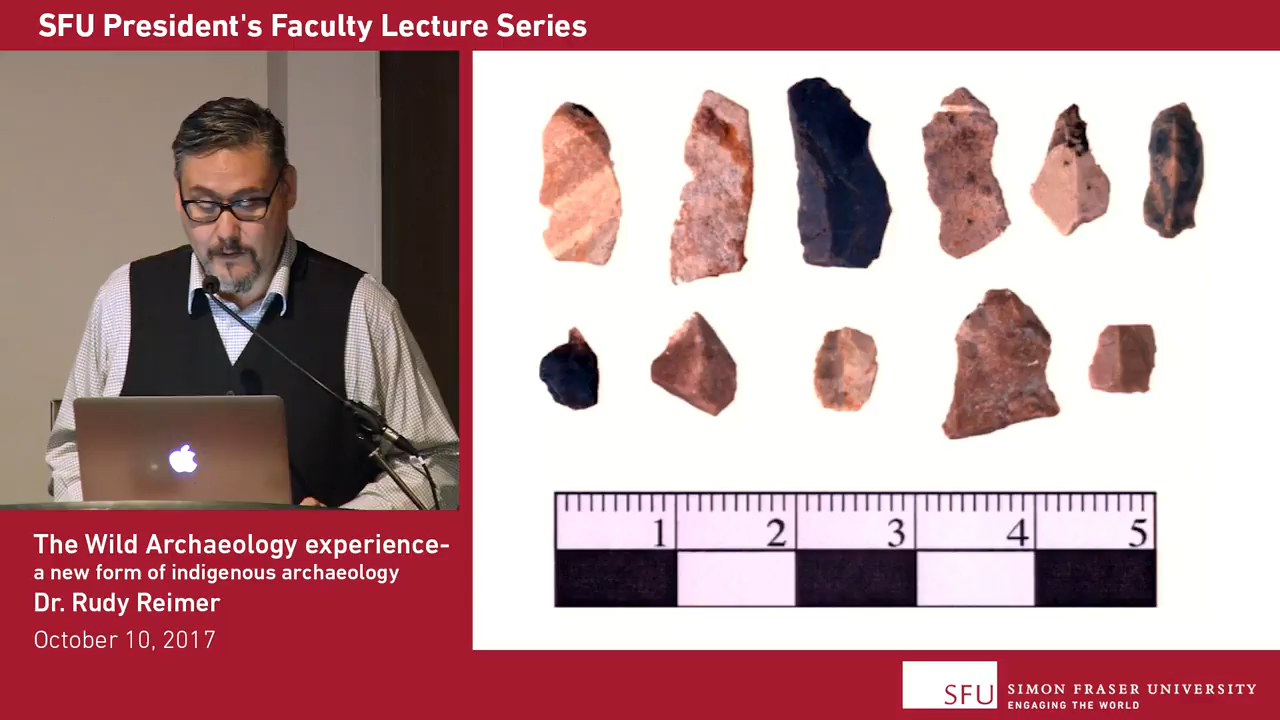 SFU President's Faculty Lecture Series
1 2 3 4 5
The Wild Archaeology experience-
a new form of indigenous archaeology
Dr. Rudy Reimer
October 10, 2017
SFU
SIMON FRASER UNIVERSITY
ENGAGING THE WORLD